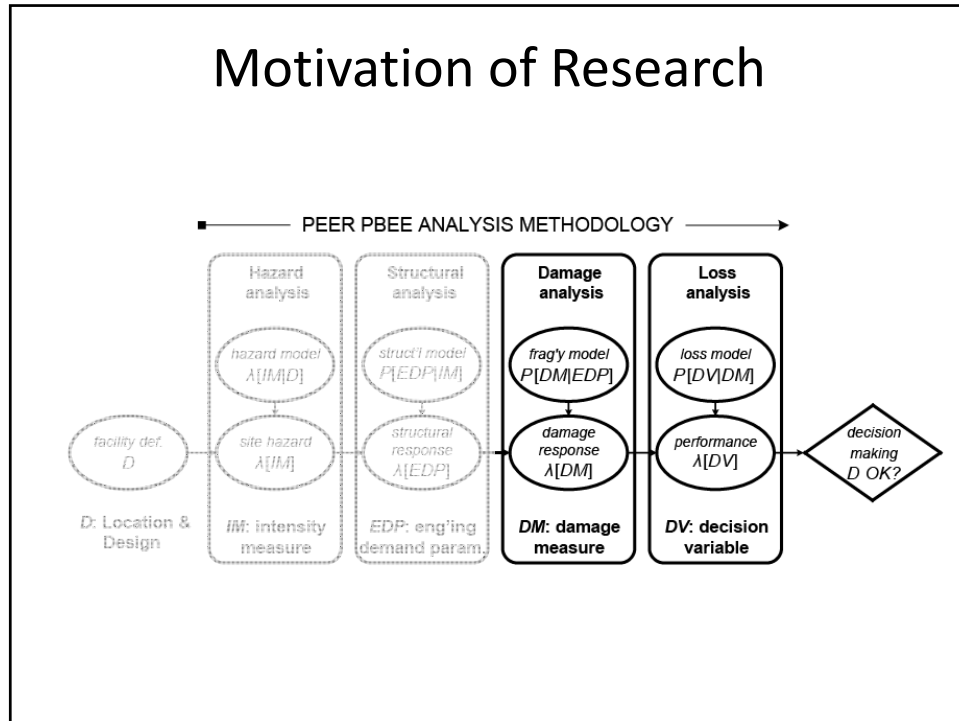 Motivation of Research
PEER PBEE ANALYSIS METHODOLOGY
Hazard
analysis
hazard model
λ[IM|D]
site hazard
λ[IM]
IM: intensity
measure
Structural
analysis
struct'l model
P[EDP|IM]
structural
response
λ[EDP]
EDP: eng'ing
demand param.
Damage
analysis
frag'y model
P[DM|EDP]
damage
response
λ[DM]
DM: damage
measure
Loss
analysis
loss model
P[DV|DM]
performance
λ[DV]
DV: decision
variable
facility def.
D
D: Location &
Design
decision
making
D OK?